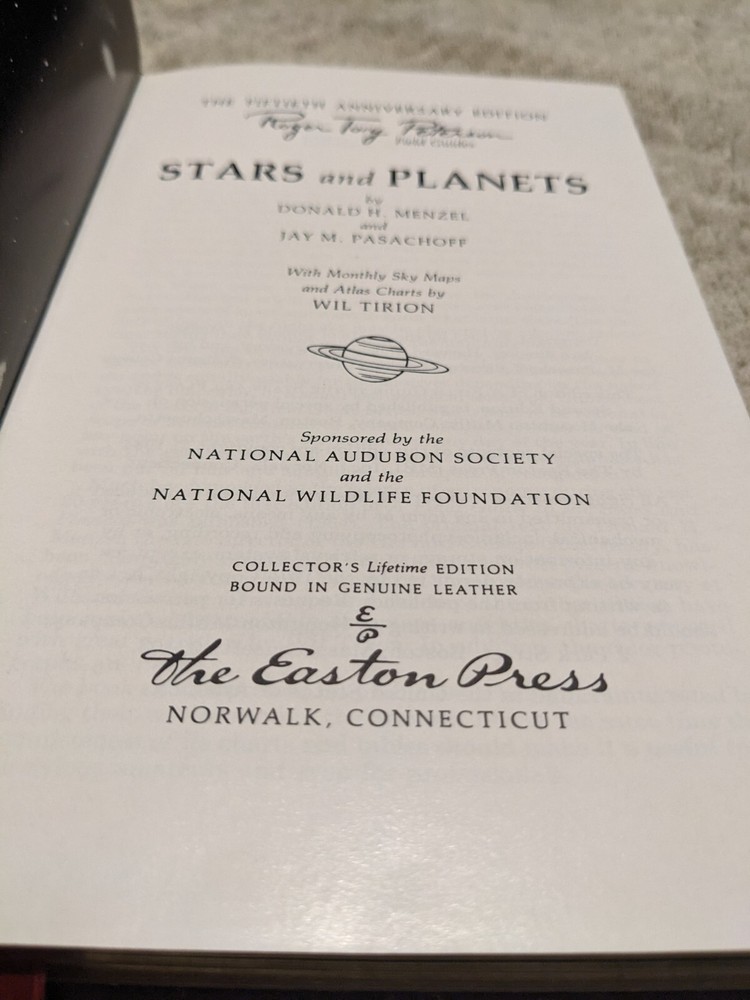 THE FIFTIETH ANNIVERSARY EDITION
Roger Tory Peterson
FIELD GUIDES
STARS and PLANETS
by
DONALD H. MENZEL
and
JAY M. PASACHOFF
With Monthly Sky Maps
and Atlas Charts by
WIL TIRION
Sponsored by the
NATIONAL AUDUBON SOCIETY
and the
NATIONAL WILDLIFE FOUNDATION
COLLECTOR'S Lifetime EDITION
BOUND IN GENUINE LEATHER
E
P
The Easton Press
NORWALK, CONNECTICUT